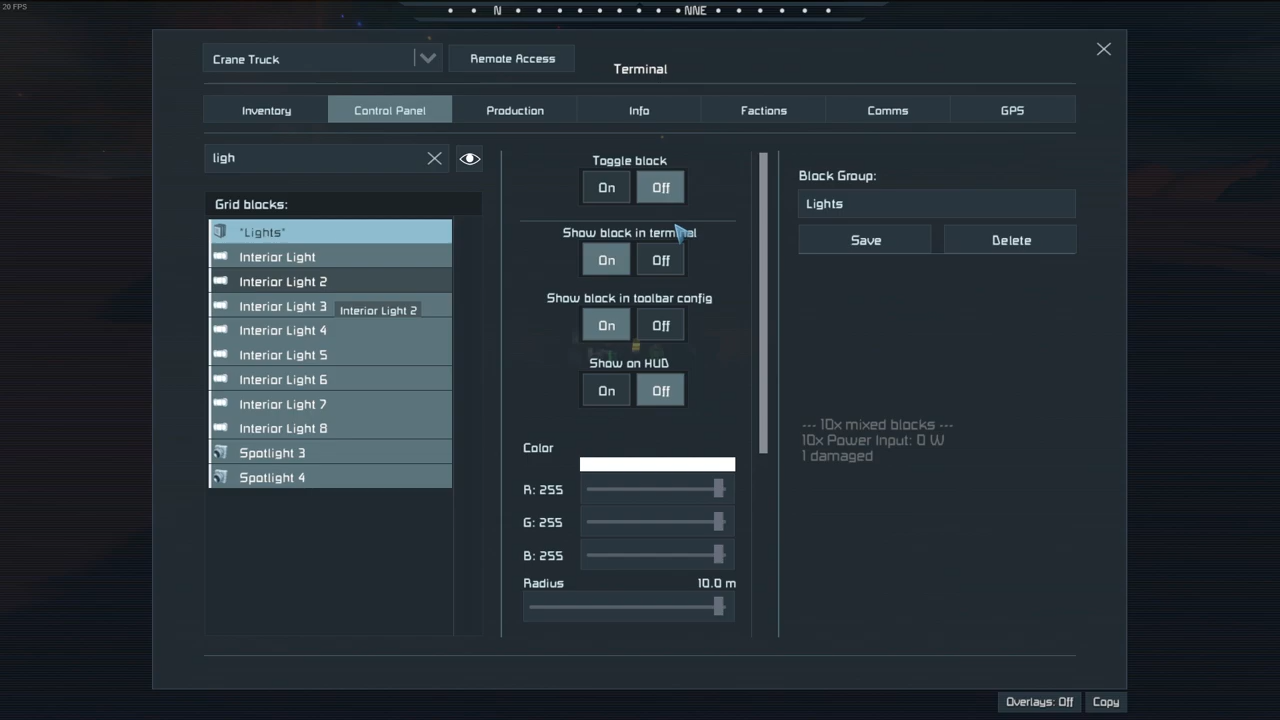 20 FPS
N
NNE
Crane Truck
Remote Access
Terminal
Inventory
Control Panel
Production
Info
Factions
Comms
GPS
ligh
Grid blocks:
"Lights"
Interior Light
Interior Light 2
Interior Light 3
Interior Light 2
Interior Light 4
Interior Light 5
Interior Light 6
Interior Light 7
Interior Light 8
Spotlight 3
Spotlight 4
Toggle block
On Off
Show block in terminal
On Off
Show block in toolbar config
On Off
Show on HUD
On Off
Color
R: 255
G: 255
B: 255
Radius 10.0 m
Block Group:
Lights
Save Delete
--- 10x mixed blocks ---
10x Power Input: 0 W
1 damaged
Overlays: Off
Copy